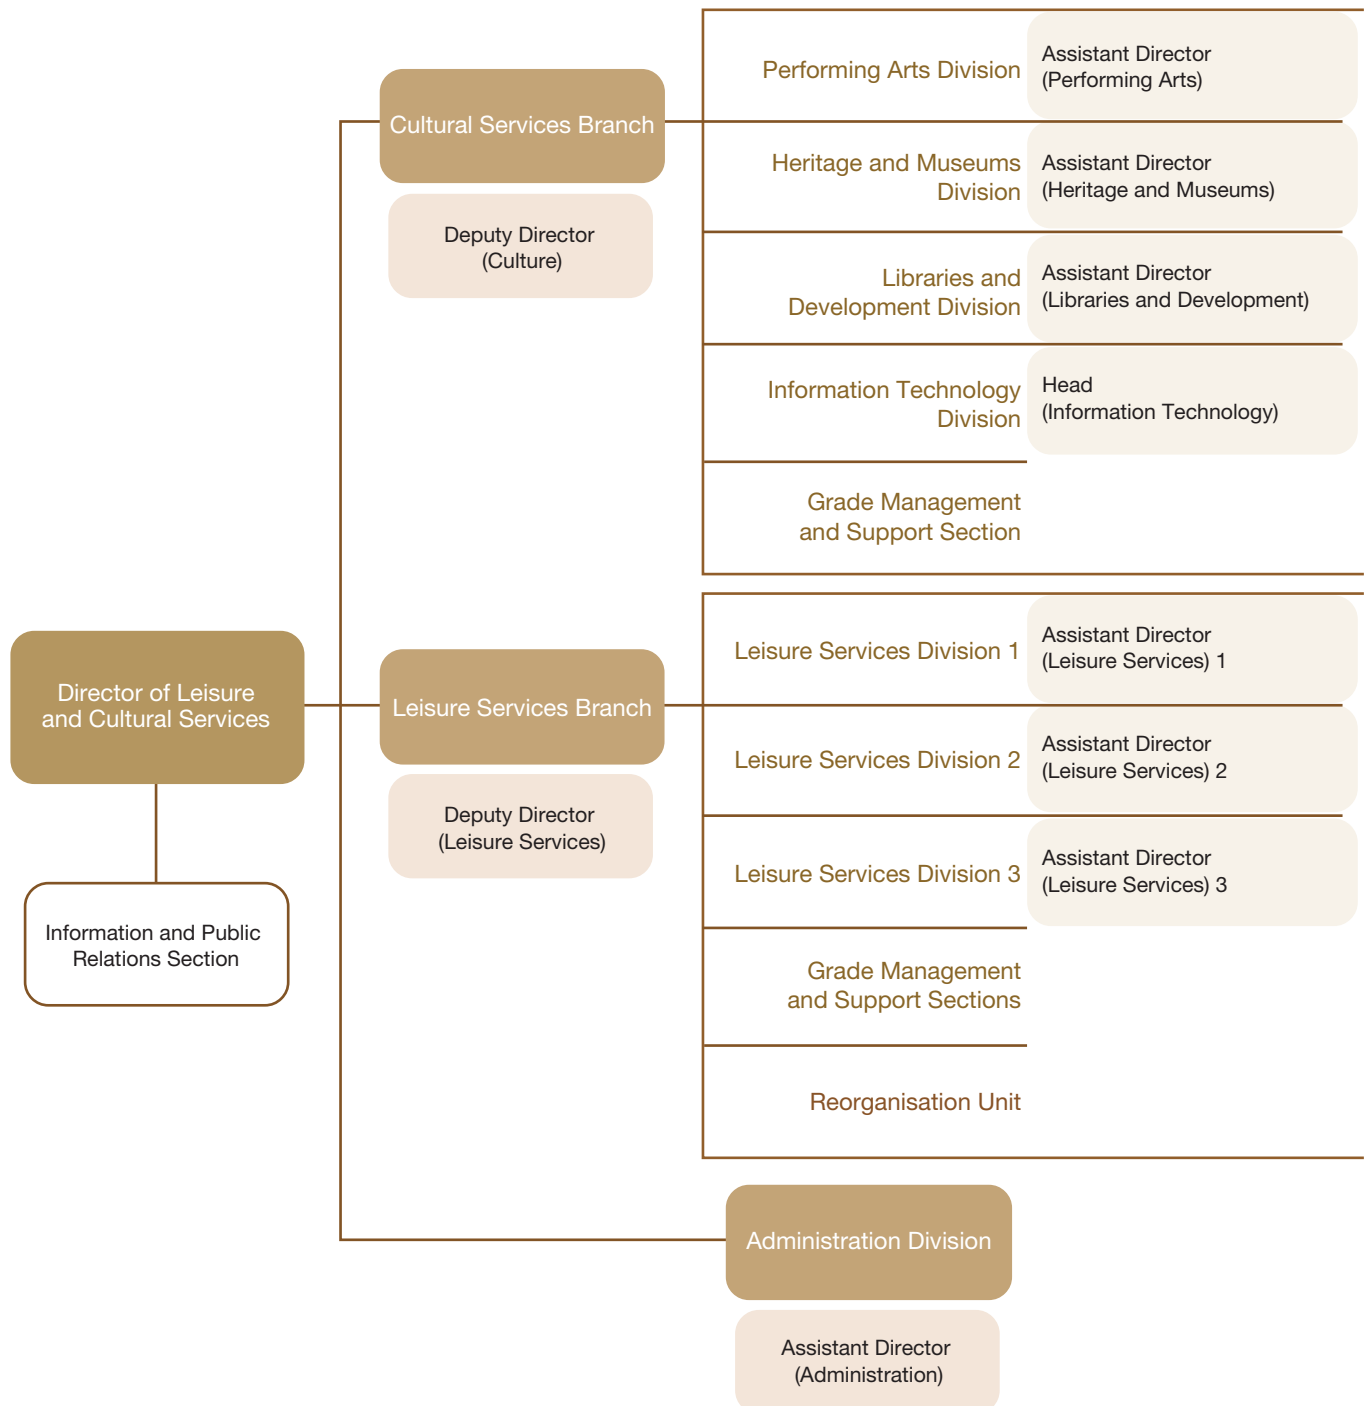 Performing Arts Division
Assistant Director
(Performing Arts)
Cultural Services Branch
Heritage and Museums
Division
Assistant Director
(Heritage and Museums)
Deputy Director
(Culture)
Libraries and
Development Division
Assistant Director
(Libraries and Development)
Information Technology
Division
Head
(Information Technology)
Grade Management
and Support Section
Director of Leisure
and Cultural Services
Leisure Services Branch
Leisure Services Division 1
Assistant Director
(Leisure Services) 1
Leisure Services Division 2
Assistant Director
(Leisure Services) 2
Deputy Director
(Leisure Services)
Leisure Services Division 3
Assistant Director
(Leisure Services) 3
Information and Public
Relations Section
Grade Management
and Support Sections
Reorganisation Unit
Administration Division
Assistant Director
(Administration)